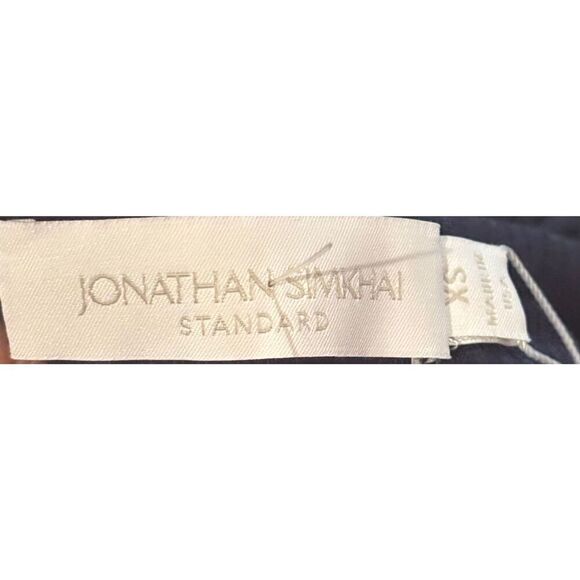 JONATHAN SIMKHAI
STANDARD
XS
MADE IN
USA